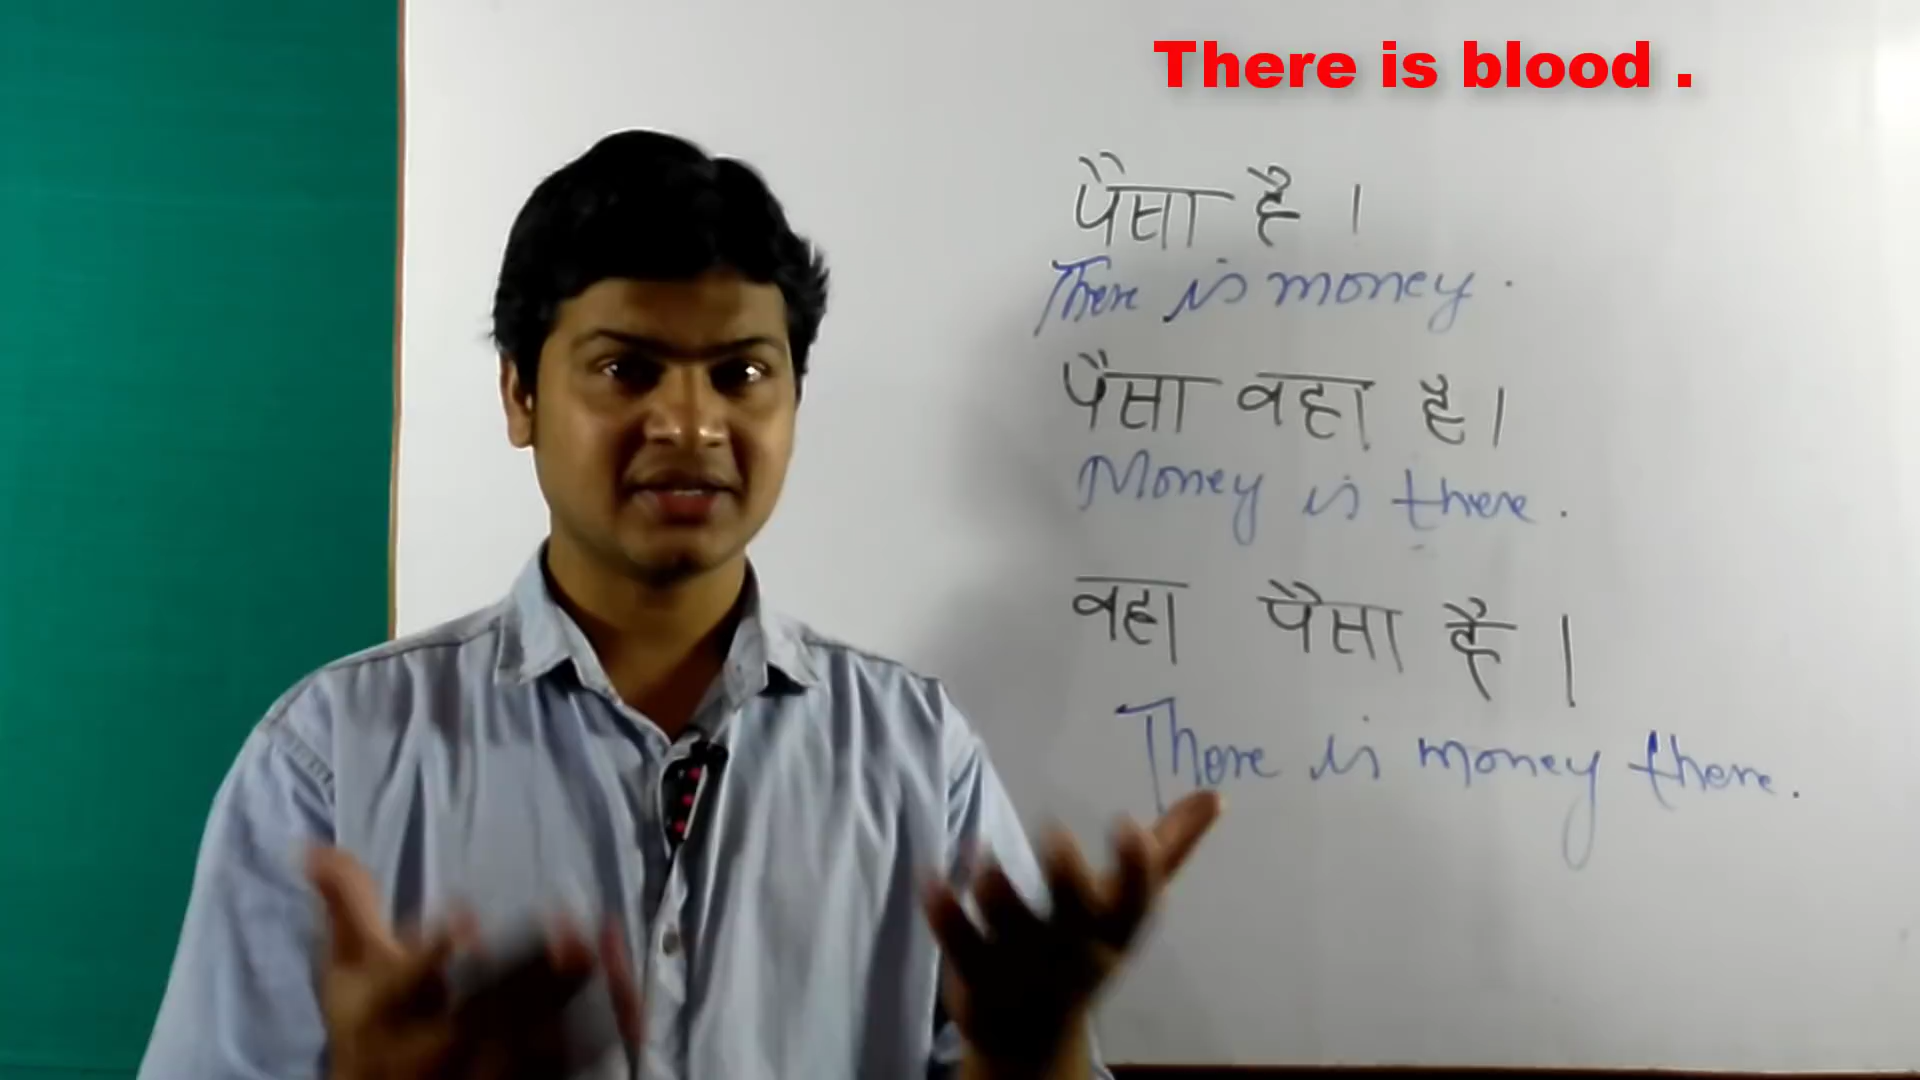 There is blood .
पैसा है ।
There is money.
पैसा वहा है ।
Money is there.
वहा पैसा है ।
There is money there.